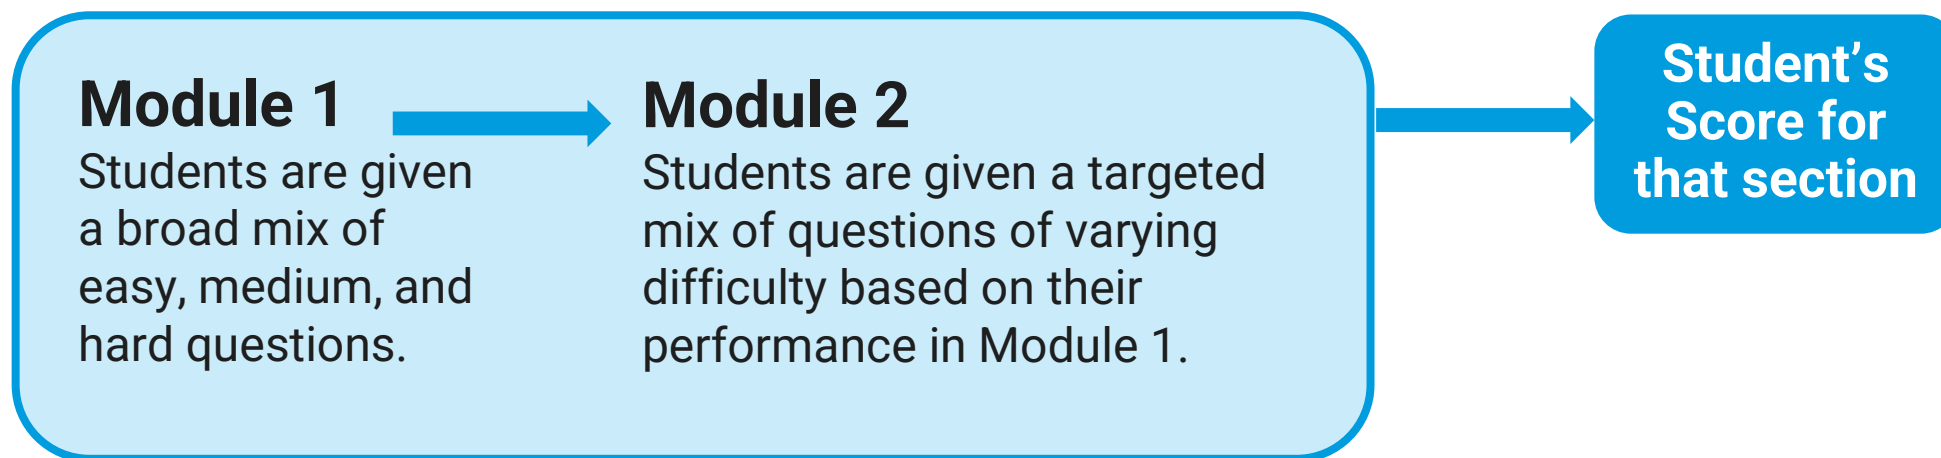 Module 1
Students are given
a broad mix of
easy, medium, and
hard questions.
Module 2
Students are given a targeted
mix of questions of varying
difficulty based on their
performance in Module 1.
Student’s
Score for
that section